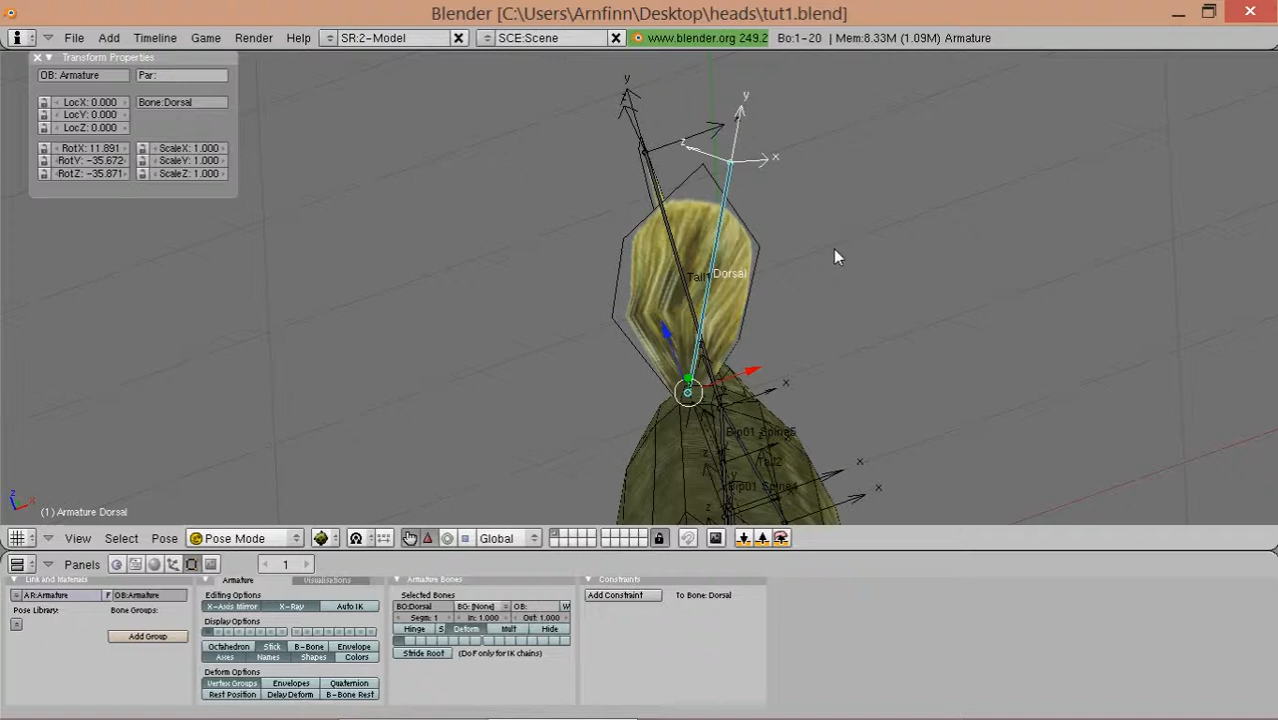 Blender [C:\Users\Arnfinn\Desktop\heads\tut1.blend]
File Add Timeline Game Render Help SR:2-Model SCE:Scene www.blender.org 249.2 Bo:1-20 | Mem:8.33M (1.09M) Armature
Transform Properties
OB: Armature Par:
LocX: 0.000 Bone:Dorsal
LocY: 0.000
LocZ: 0.000
RotX: 11.891 ScaleX: 1.000
RotY: -35.672 ScaleY: 1.000
RotZ: -35.871 ScaleZ: 1.000
y
z
y
z
x
Tail1
Dorsal
x
Bip01 Spine5
z
Tail2
x
y
Bip01 Spine4
x
z
z
x
(1) Armature Dorsal
View Select Pose Pose Mode Global
Panels 1
Link and Materials Armature Visualisations Armature Bones Constraints
AR:Armature F OB:Armature Editing Options Selected Bones Add Constraint To Bone: Dorsal
Pose Library: Bone Groups: X-Axis Mirror X-Ray Auto IK BO:Dorsal BG: [None] OB: W
Display Options Segm: 1 In: 1.000 Out: 1.000
Add Group Hinge S Deform Mult Hide
Octahedron Stick B-Bone Envelope
Axes Names Shapes Colors Stride Root (DoF only for IK chains)
Deform Options
Vertex Groups Envelopes Quaternion
Rest Position Delay Deform B-Bone Rest